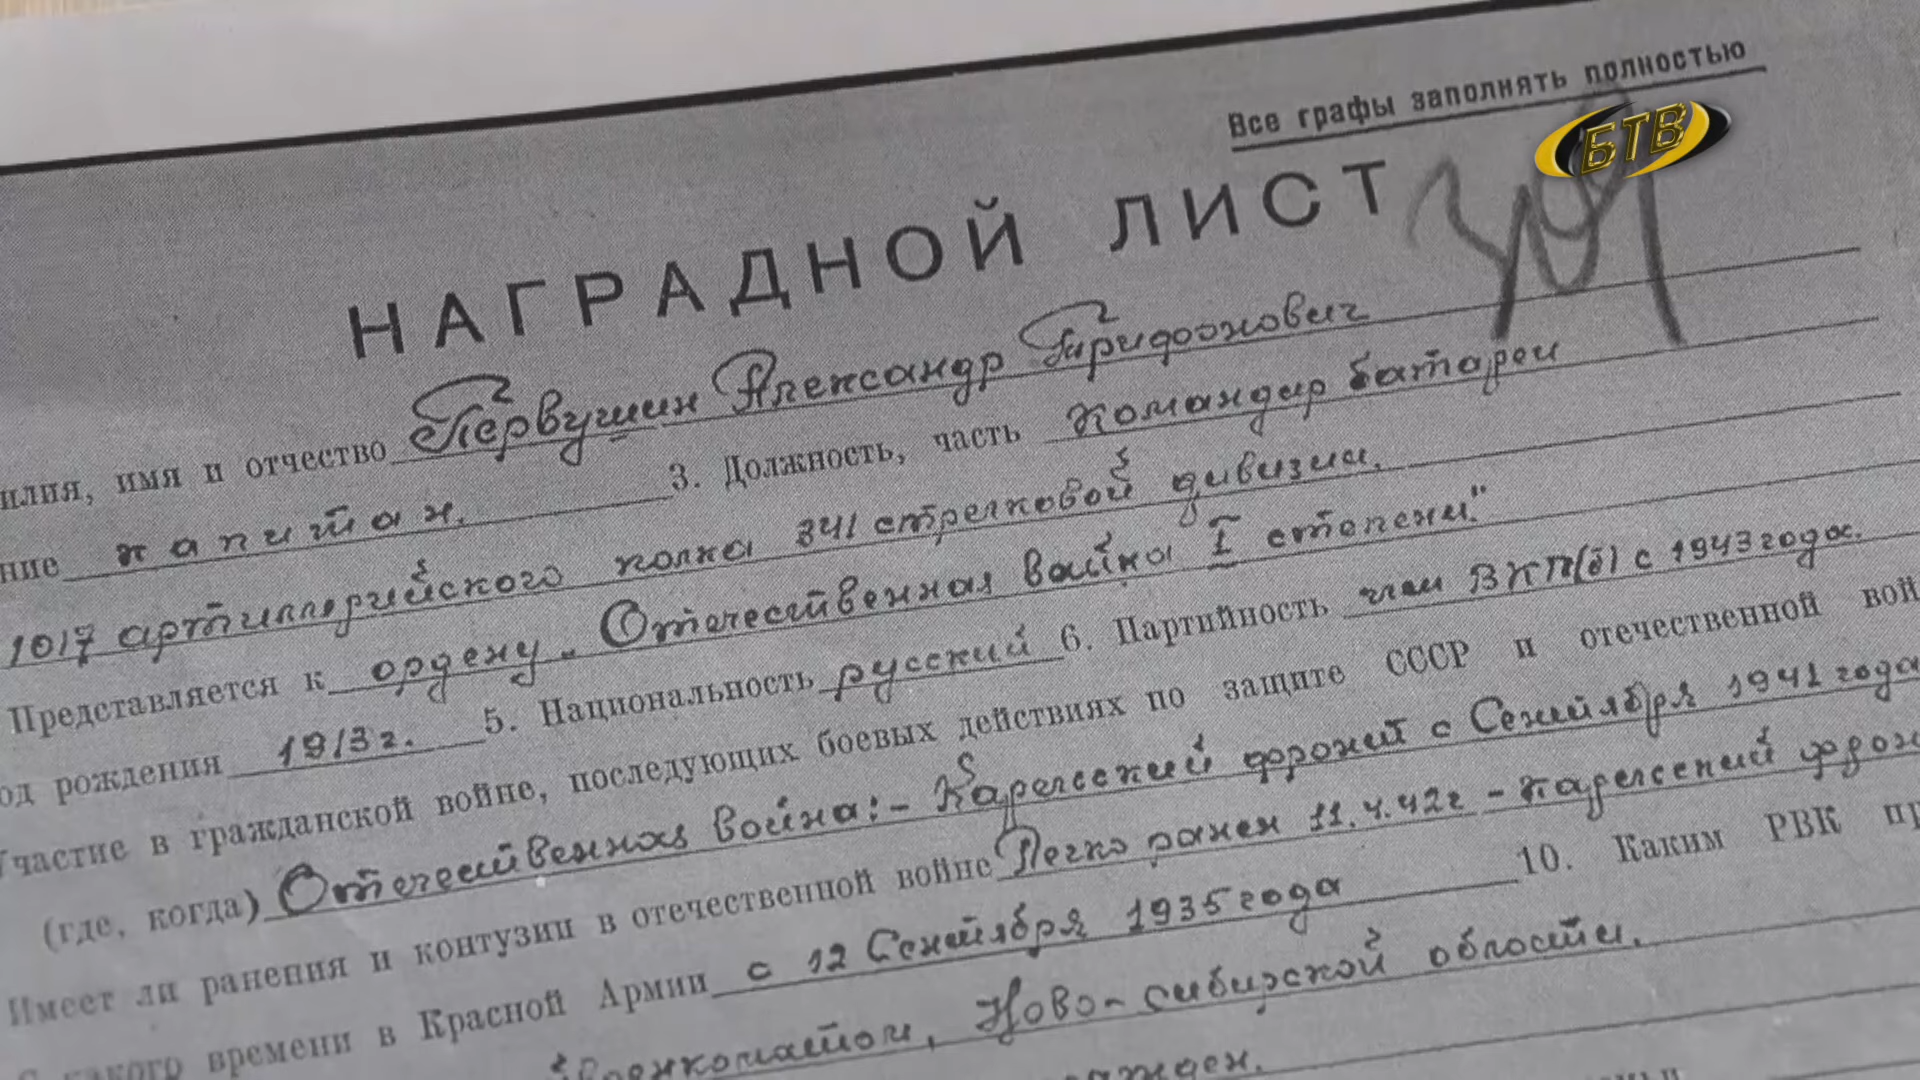 Все графы заполнять полностью
БТВ
НАГРАДНОЙ ЛИСТ
илия, имя и отчество Первушин Александр Спиридонович
ние капитан. 3. Должность, часть командир батареи
1017 артиллерийского полка 341 стрелковой дивизии.
Представляется к ордену „Отечественная война I степени."
од рождения 1913 г. 5. Национальность русский 6. Партийность член ВКП(б) с 1943 года.
Участие в гражданской войне, последующих боевых действиях по защите СССР и отечественной вой
(где, когда) Отечественная война:- Карельский фронт с Сентября 1941 года
Имеет ли ранения и контузии в отечественной войне Легко ранен 11.4.42г - Карельский фрон
С какого времени в Красной Армии с 12 Сентября 1935 года 10. Каким РВК пр
военкоматом, Ново-сибирской области.